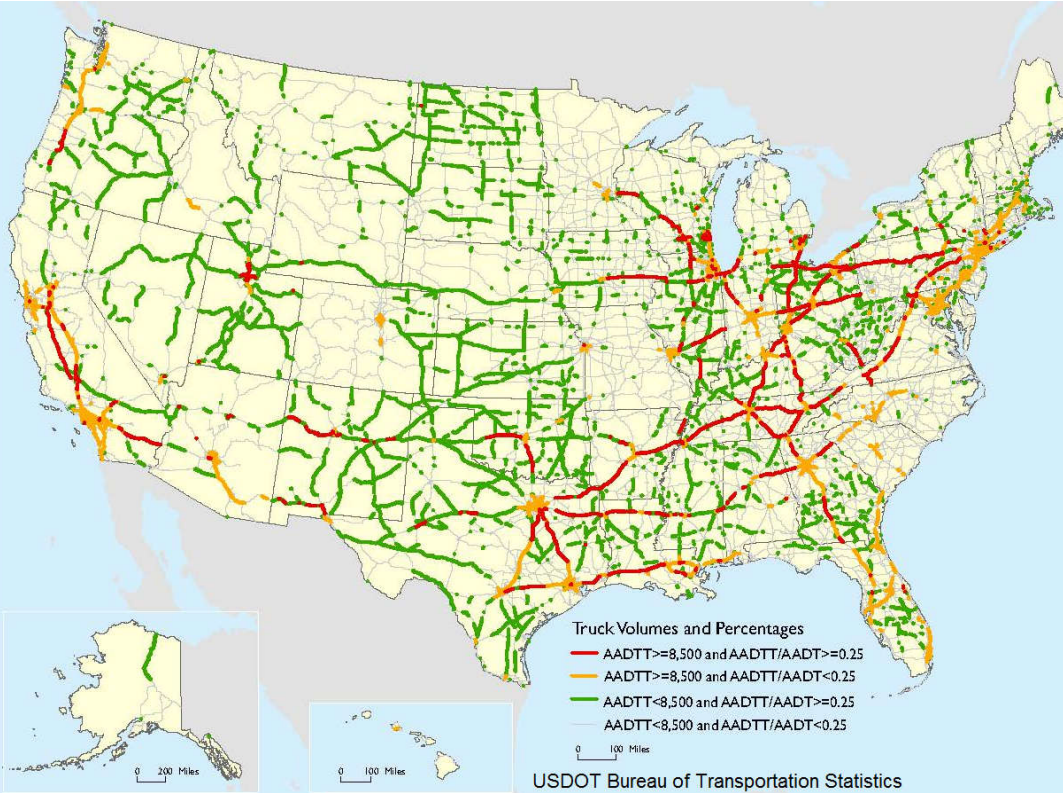 Truck Volumes and Percentages
AADTT>=8,500 and AADTT/AADT>=0.25
AADTT>=8,500 and AADTT/AADT<0.25
AADTT<8,500 and AADTT/AADT>=0.25
AADTT<8,500 and AADTT/AADT<0.25
0 100 Miles
0 200 Miles
0 100 Miles
USDOT Bureau of Transportation Statistics